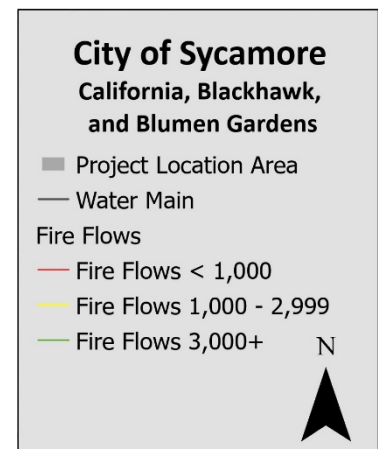 City of Sycamore
California, Blackhawk,
and Blumen Gardens
Project Location Area
Water Main
Fire Flows
Fire Flows < 1,000
Fire Flows 1,000 - 2,999
Fire Flows 3,000+
N